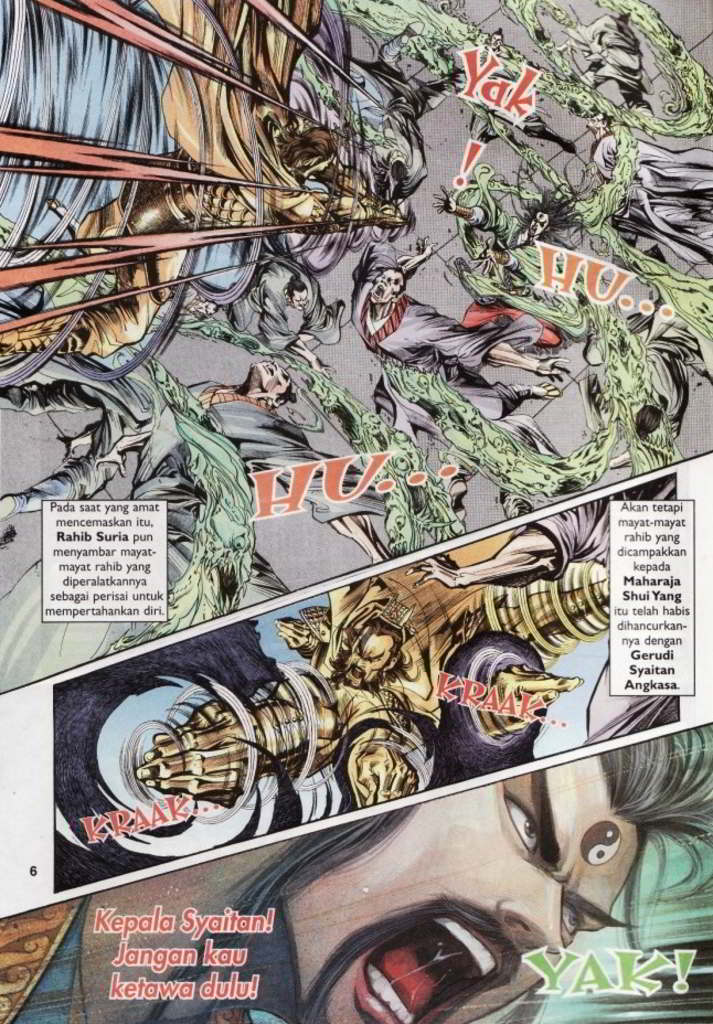 Yak
!
HU...
HU...
Pada saat yang amat
mencemaskan itu,
Rahib Suria pun
menyambar mayat-
mayat rahib yang
diperalatkannya
sebagai perisai untuk
mempertahankan diri.
Akan tetapi
mayat-mayat
rahib yang
dicampakkan
kepada
Maharaja
Shui Yang
itu telah habis
dihancurkan-
nya dengan
Gerudi
Syaitan
Angkasa.
KRAAK...
KRAAK...
6
Kepala Syaitan!
Jangan kau
ketawa dulu!
YAK!